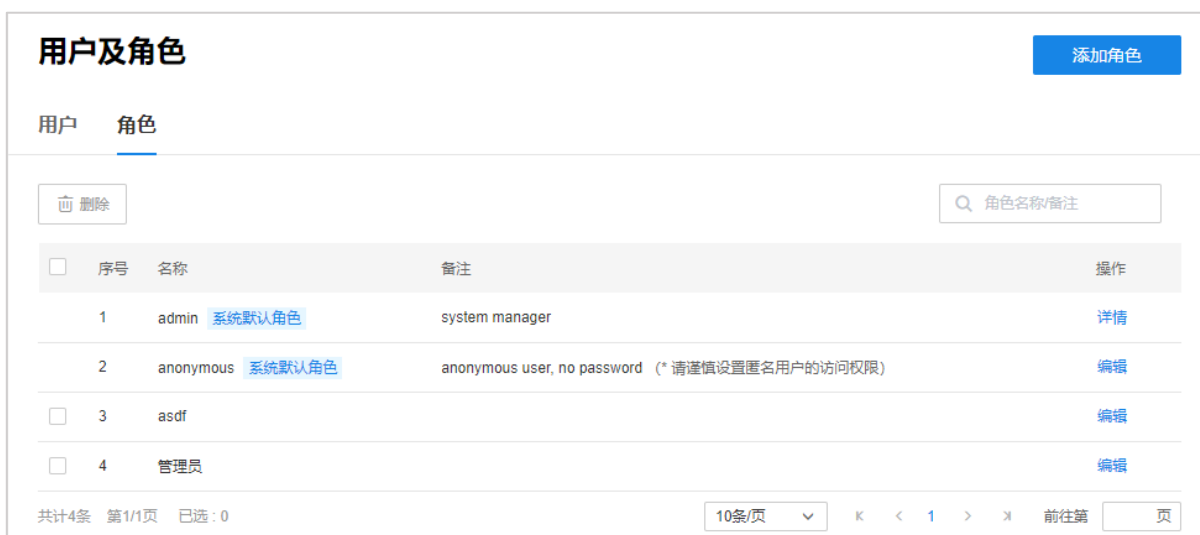 用户及角色
添加角色
用户 角色
删除
角色名称/备注
序号 名称 备注 操作
1 admin 系统默认角色 system manager 详情
2 anonymous 系统默认角色 anonymous user, no password (* 请谨慎设置匿名用户的访问权限) 编辑
3 asdf 编辑
4 管理员 编辑
共计4条 第1/1页 已选 : 0 10条/页 1 前往第 页